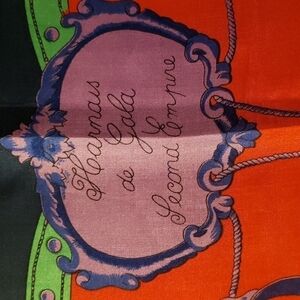 Harnais
de Gala
Second Empire